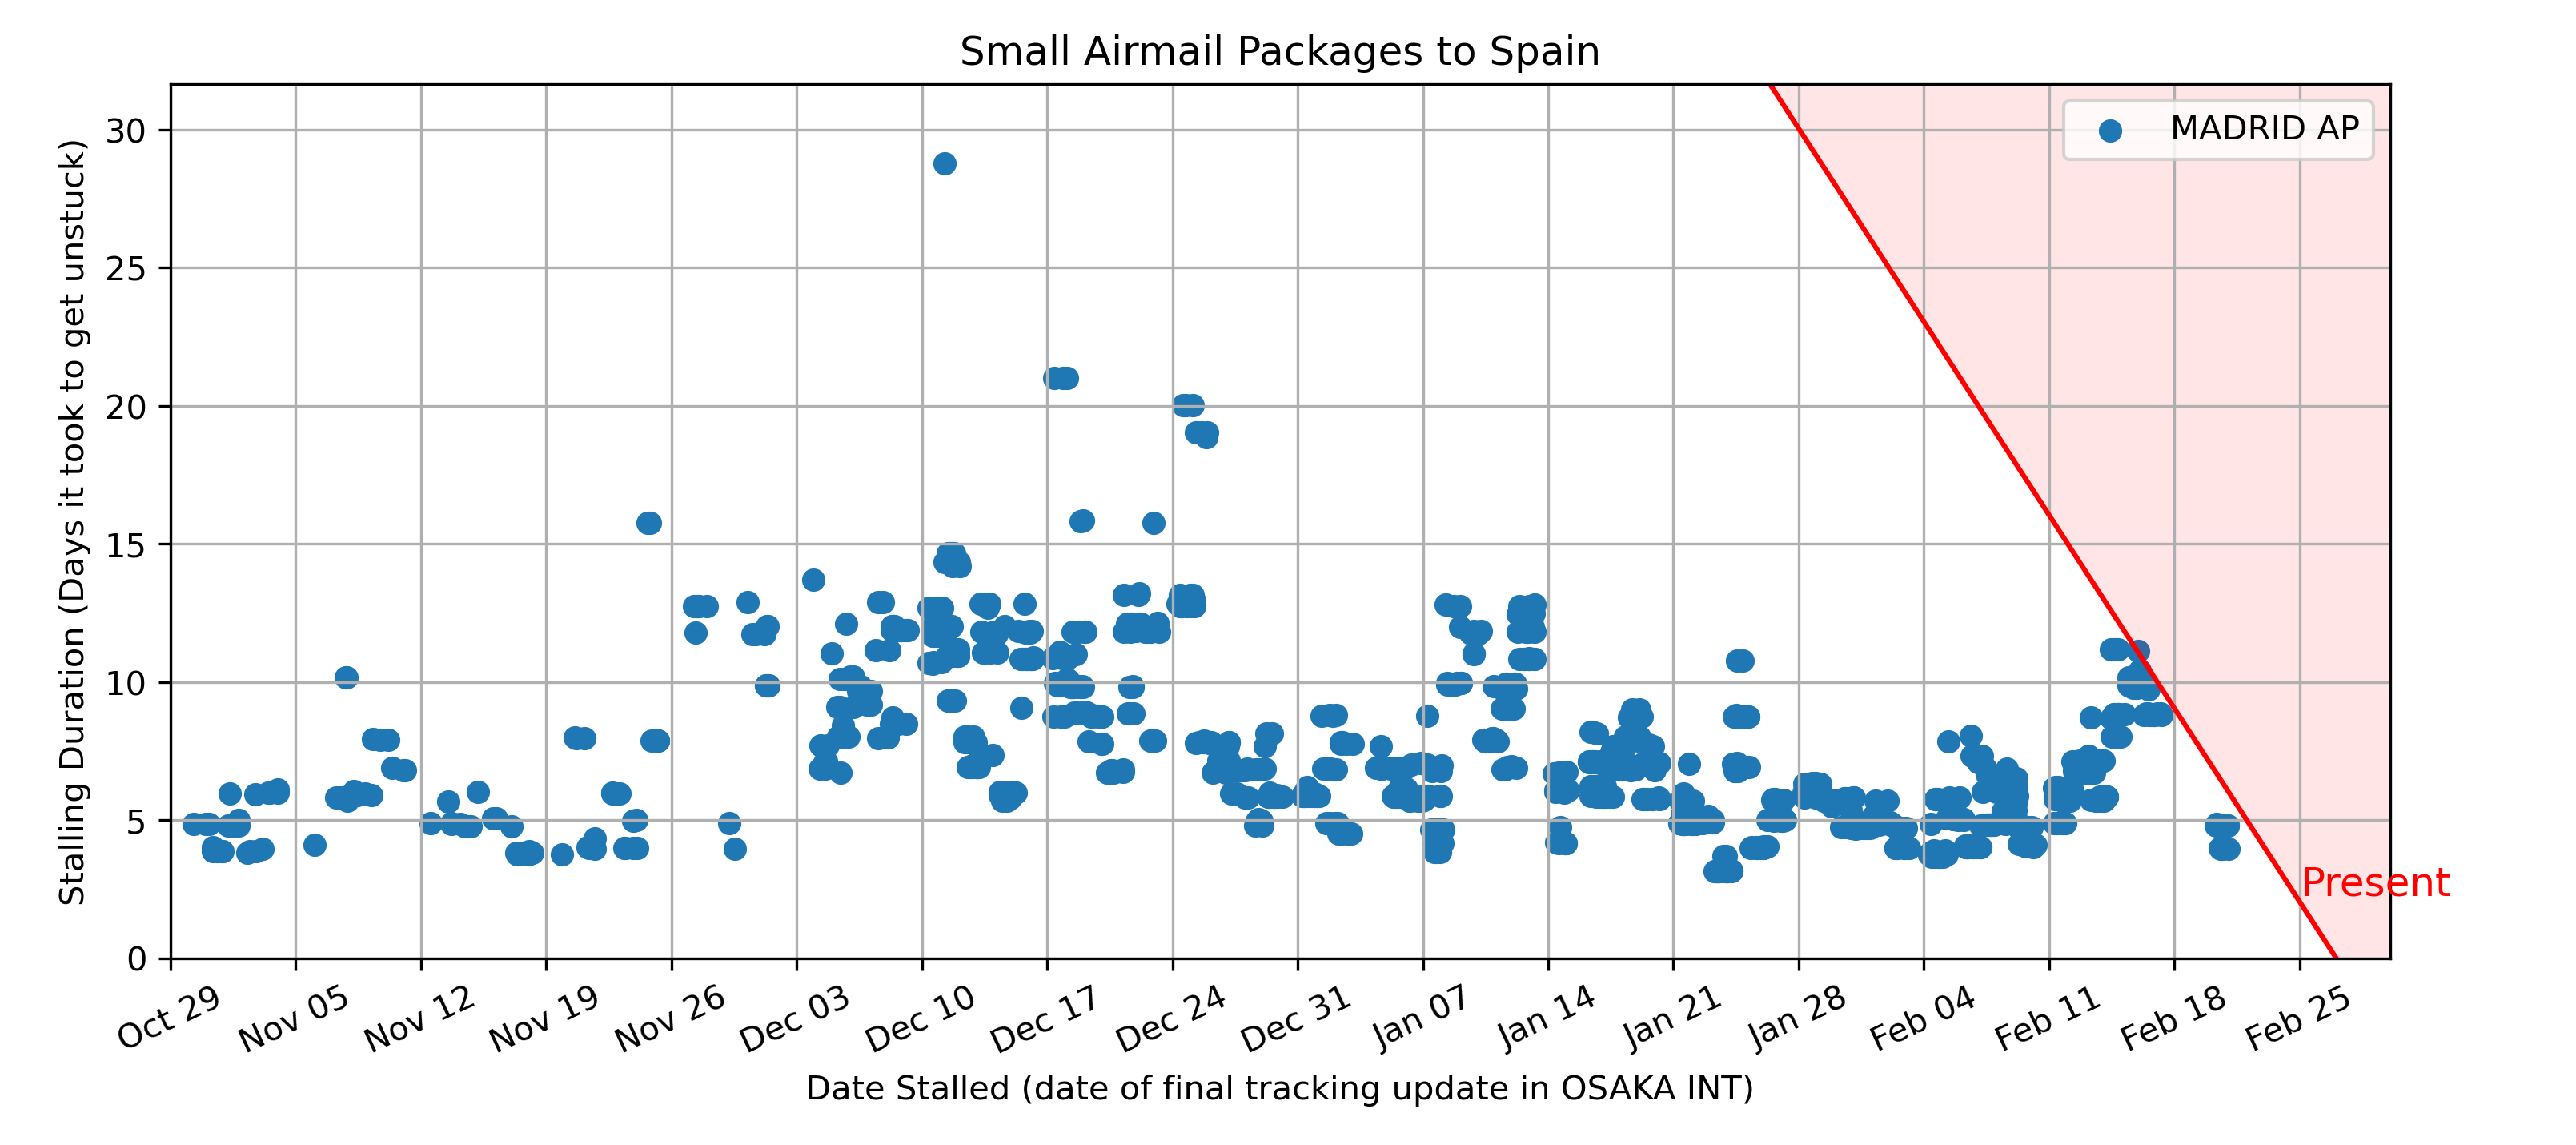 Small Airmail Packages to Spain
MADRID AP
30
25
20
15
10
5
0
Stalling Duration (Days it took to get unstuck)
Present
Oct 29
Nov 05
Nov 12
Nov 19
Nov 26
Dec 03
Dec 10
Dec 17
Dec 24
Dec 31
Jan 07
Jan 14
Jan 21
Jan 28
Feb 04
Feb 11
Feb 18
Feb 25
Date Stalled (date of final tracking update in OSAKA INT)